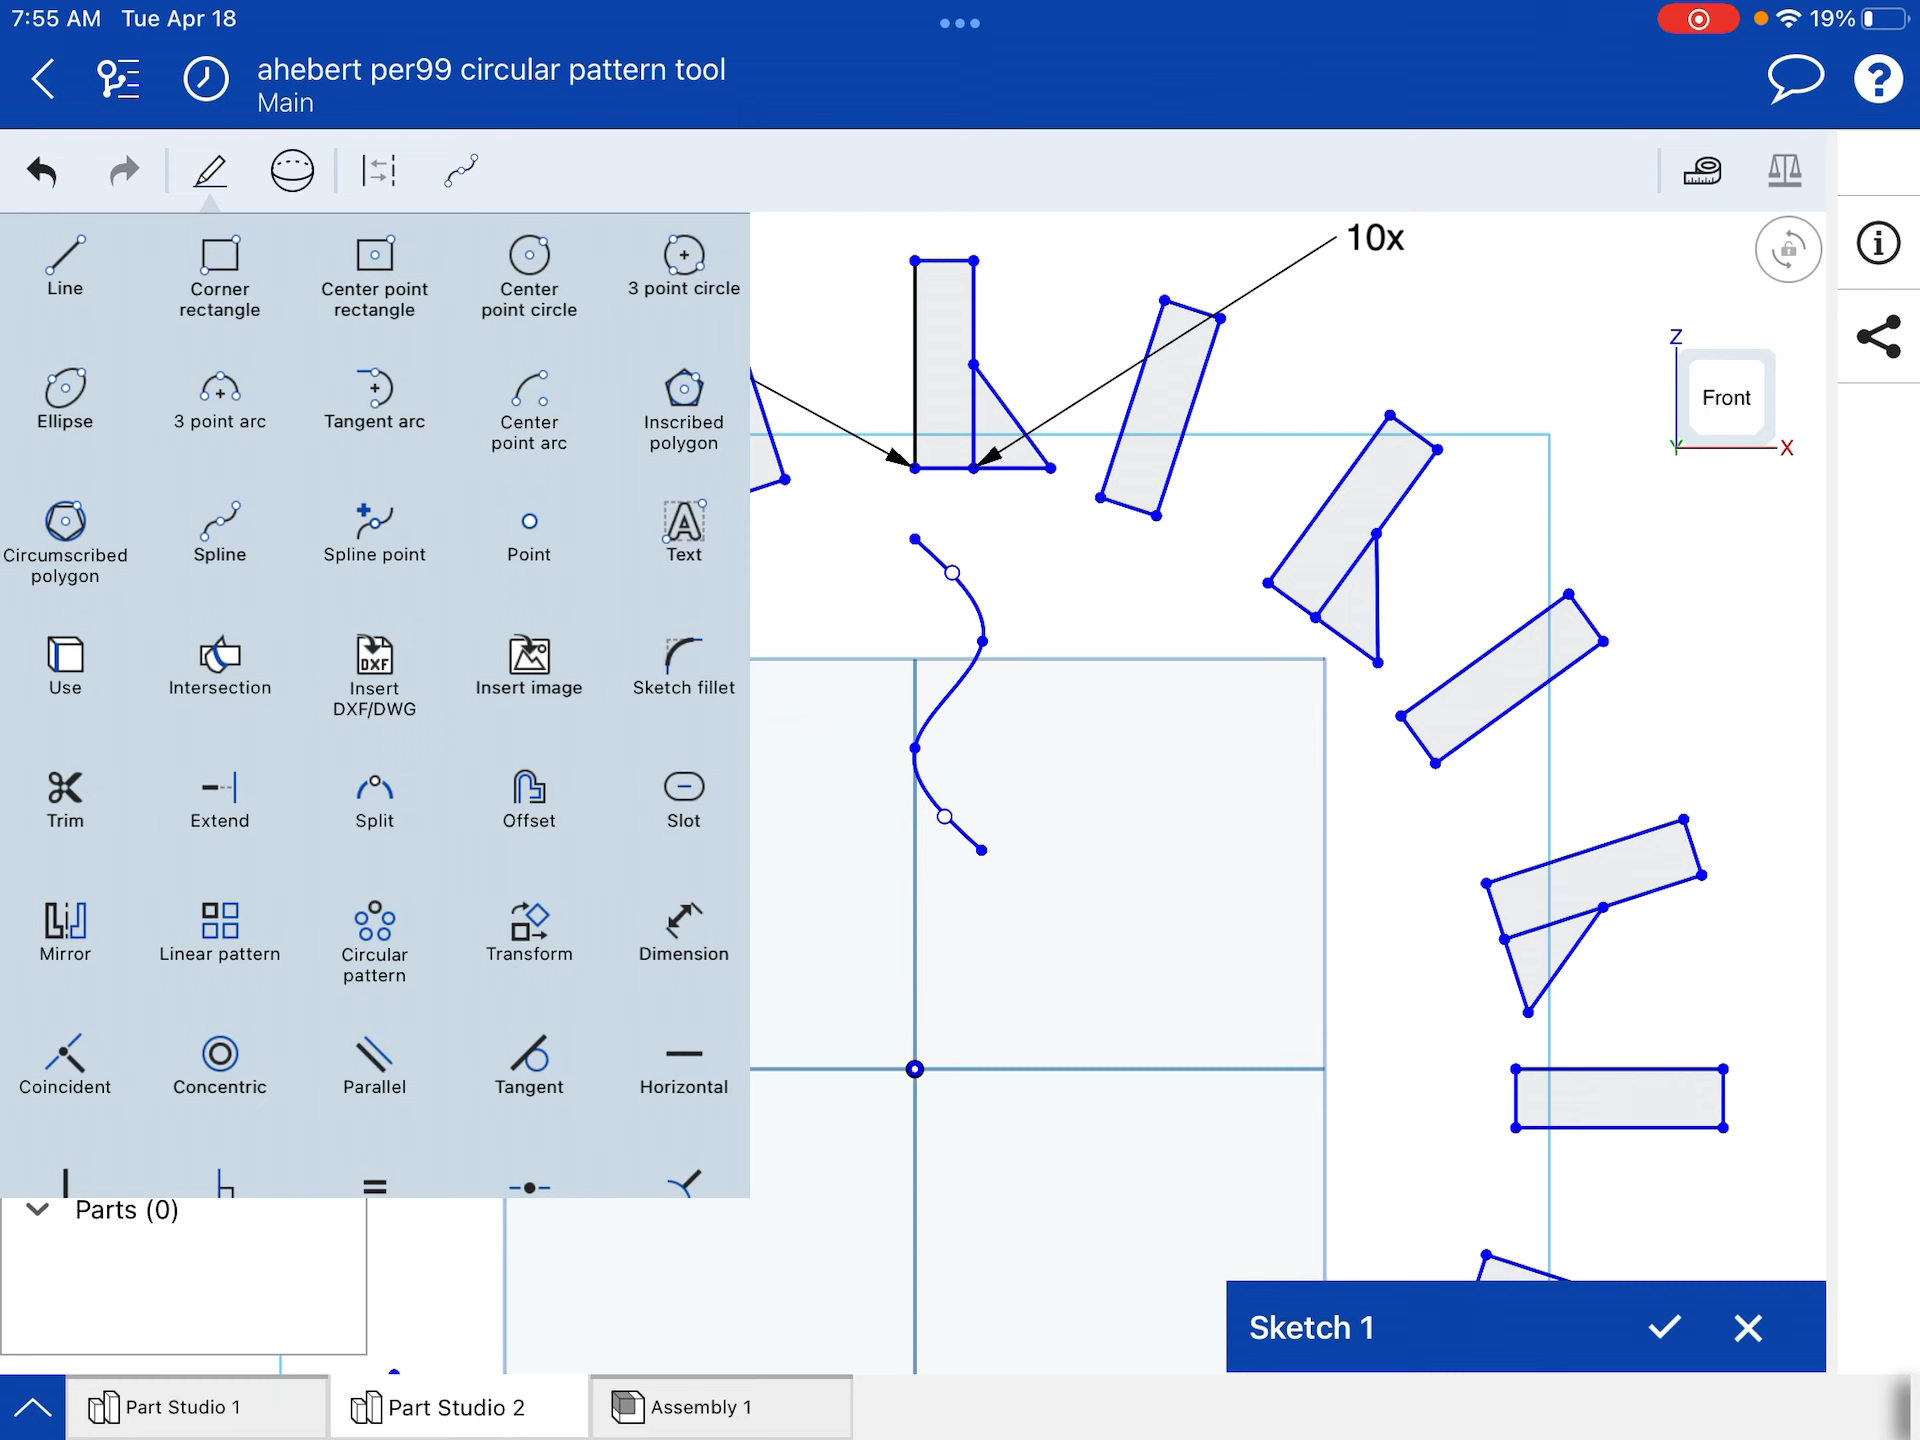 7:55 AM Tue Apr 18
19%
ahebert per99 circular pattern tool
Main
Line
Corner rectangle
Center point rectangle
Center point circle
3 point circle
Ellipse
3 point arc
Tangent arc
Center point arc
Inscribed polygon
Circumscribed polygon
Spline
Spline point
Point
Text
Use
Intersection
DXF
Insert DXF/DWG
Insert image
Sketch fillet
Trim
Extend
Split
Offset
Slot
Mirror
Linear pattern
Circular pattern
Transform
Dimension
Coincident
Concentric
Parallel
Tangent
Horizontal
10x
Z
Front
Y
X
Parts (0)
Sketch 1
Part Studio 1
Part Studio 2
Assembly 1